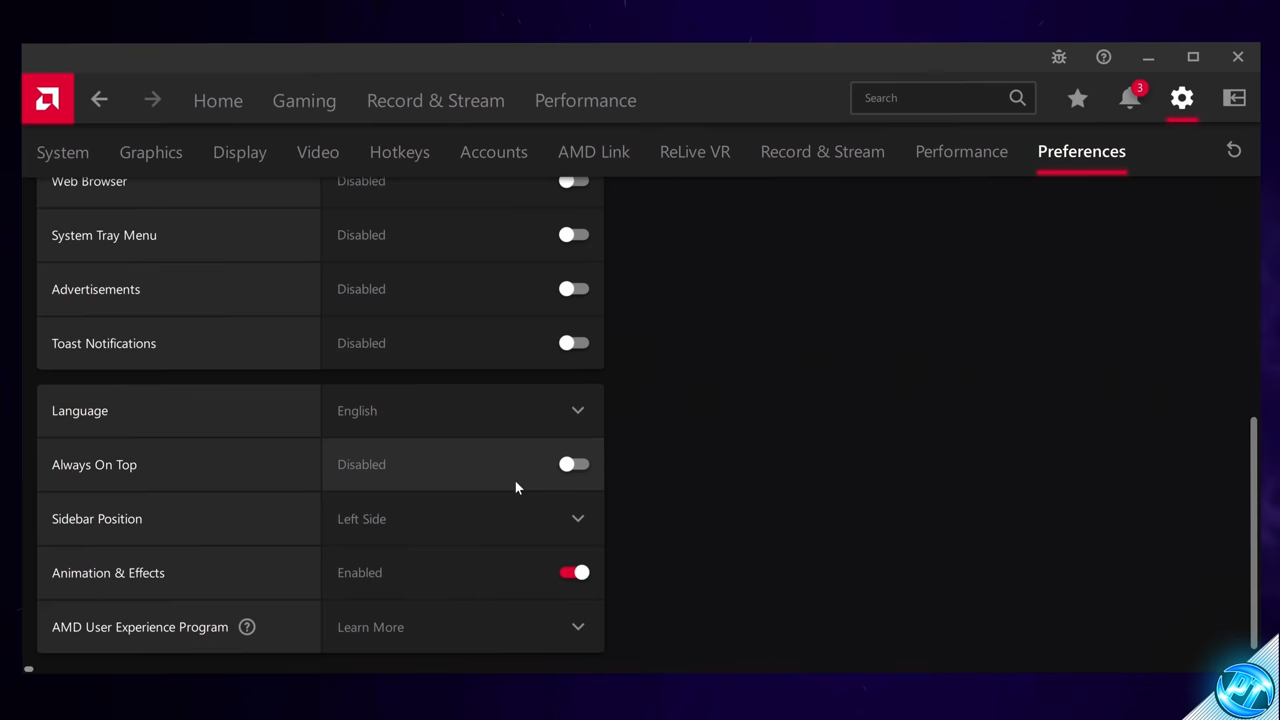 3
Home Gaming Record & Stream Performance Search
System Graphics Display Video Hotkeys Accounts AMD Link ReLive VR Record & Stream Performance Preferences
Web Browser Disabled
System Tray Menu Disabled
Advertisements Disabled
Toast Notifications Disabled
Language English
Always On Top Disabled
Sidebar Position Left Side
Animation & Effects Enabled
AMD User Experience Program ? Learn More
PT